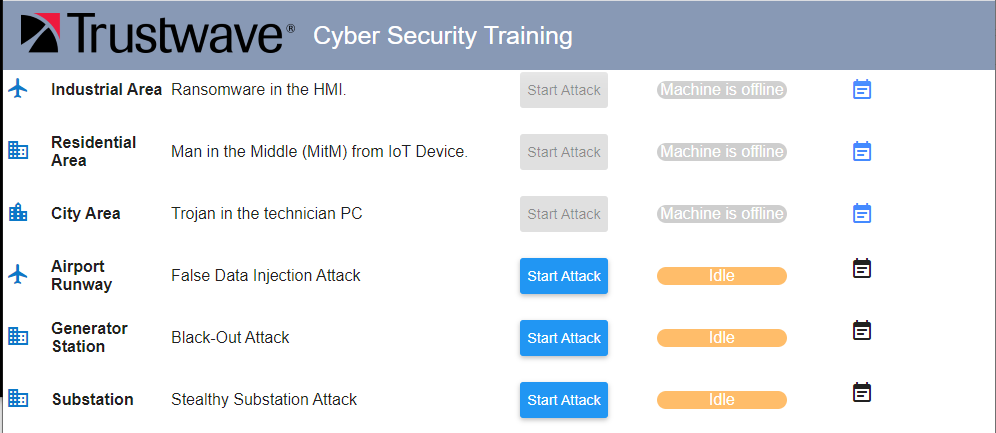 Trustwave® Cyber Security Training
Industrial Area Ransomware in the HMI. Start Attack Machine is offline
Residential
Area
Man in the Middle (MitM) from IoT Device. Start Attack Machine is offline
City Area Trojan in the technician PC Start Attack Machine is offline
Airport
Runway
False Data Injection Attack Start Attack Idle
Generator
Station
Black-Out Attack Start Attack Idle
Substation Stealthy Substation Attack Start Attack Idle